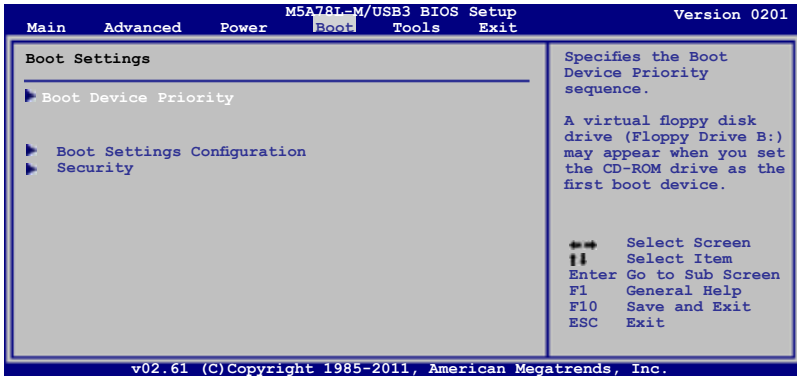 M5A78L-M/USB3 BIOS Setup Version 0201
Main Advanced Power Boot Tools Exit
Boot Settings
Boot Device Priority
Boot Settings Configuration
Security
Specifies the Boot
Device Priority
sequence.
A virtual floppy disk
drive (Floppy Drive B:)
may appear when you set
the CD-ROM drive as the
first boot device.
Select Screen
Select Item
Enter Go to Sub Screen
F1 General Help
F10 Save and Exit
ESC Exit
v02.61 (C)Copyright 1985-2011, American Megatrends, Inc.